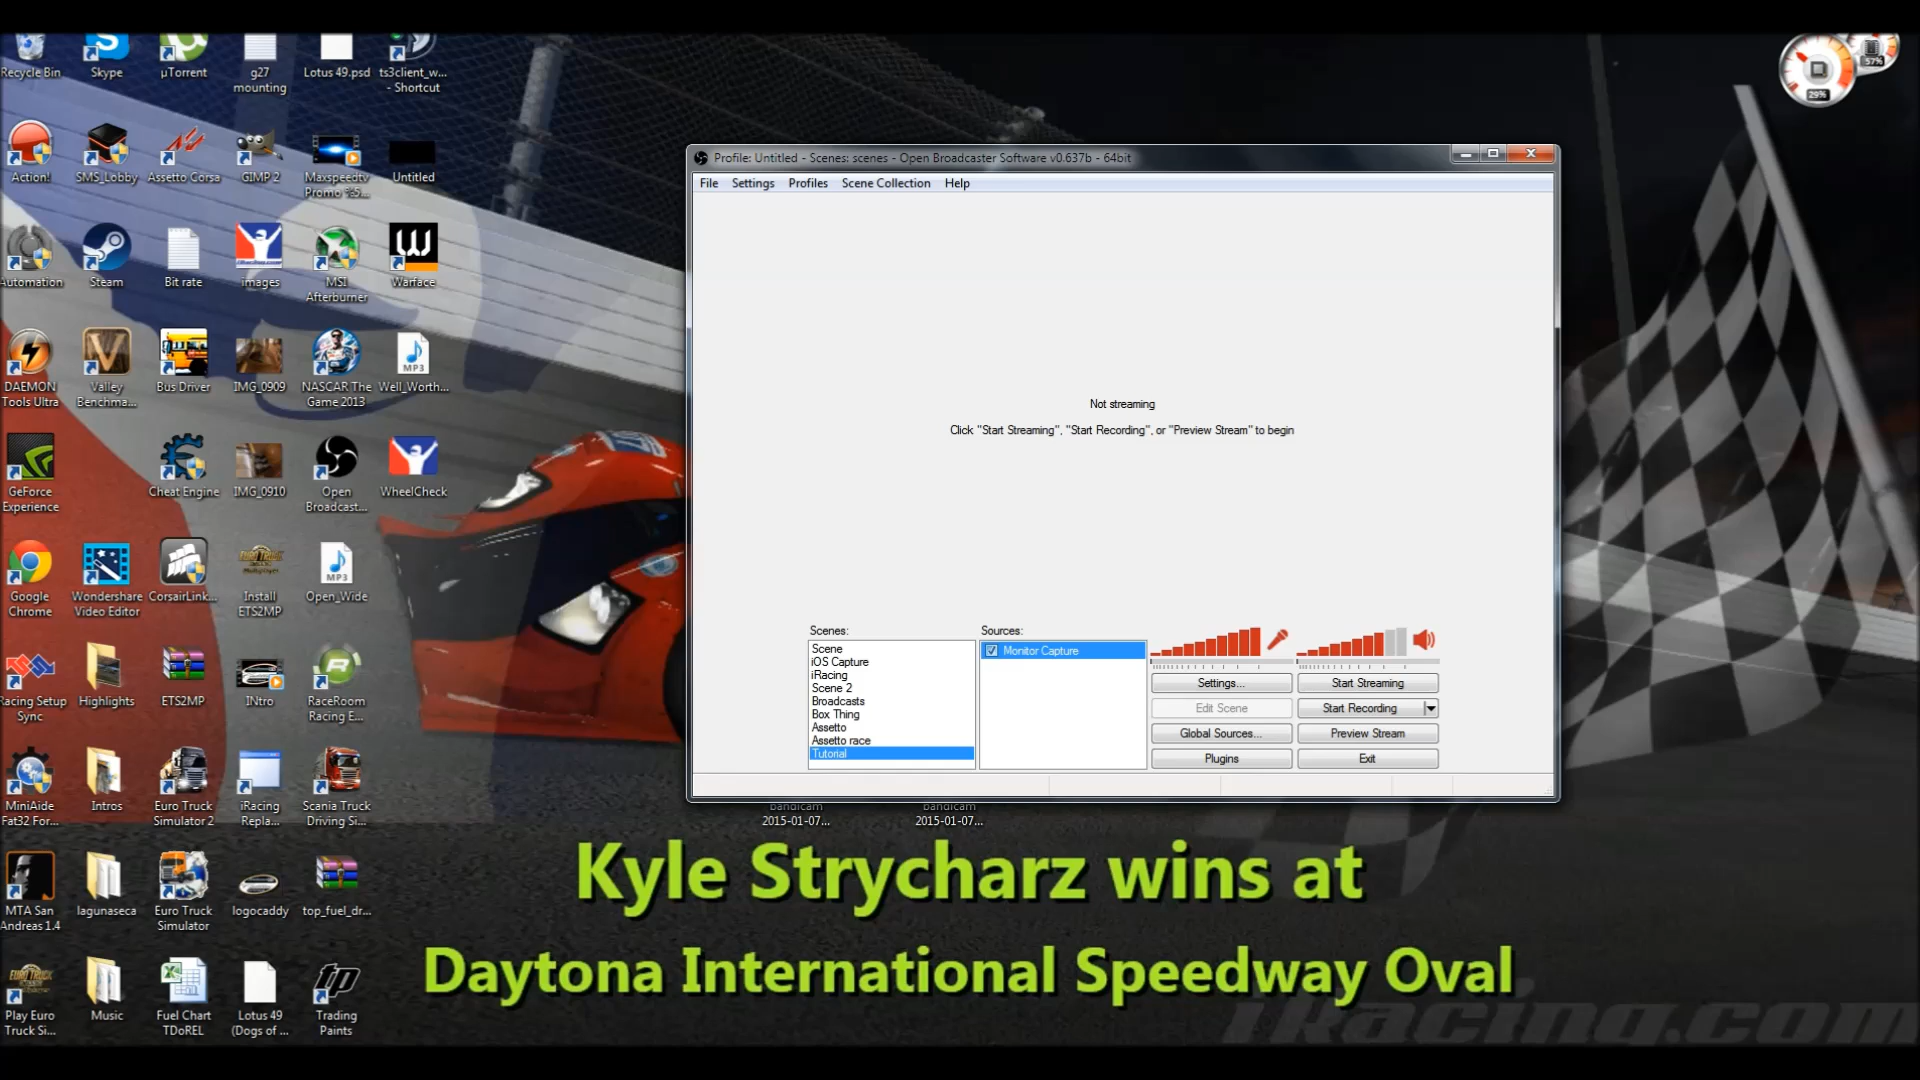 Recycle Bin
Skype
µTorrent
g27 mounting
Lotus 49.psd
ts3client_w... - Shortcut
29%
57%
Action!
SMS_Lobby
Assetto Corsa
GIMP 2
Maxspeedtv Promo %5...
Untitled
Automation
Steam
Bit rate
images
MSI Afterburner
Warface
DAEMON Tools Ultra
Valley Benchma...
Bus Driver
IMG_0909
NASCAR The Game 2013
MP3
Well_Worth...
GeForce Experience
Cheat Engine
IMG_0910
Open Broadcast...
WheelCheck
Google Chrome
Wondershare Video Editor
CorsairLink...
Install ETS2MP
MP3
Open_Wide
Racing Setup Sync
Highlights
ETS2MP
INtro
RaceRoom Racing E...
MiniAide Fat32 For...
Intros
Euro Truck Simulator 2
iRacing Repla...
Scania Truck Driving Si...
MTA San Andreas 1.4
lagunaseca
Euro Truck Simulator
logocaddy
top_fuel_dr...
Play Euro Truck Si...
Music
Fuel Chart TDoREL
Lotus 49 (Dogs of ...
Trading Paints
Profile: Untitled - Scenes: scenes - Open Broadcaster Software v0.637b - 64bit
File Settings Profiles Scene Collection Help
Not streaming
Click "Start Streaming", "Start Recording", or "Preview Stream" to begin
Scenes:
Scene
iOS Capture
iRacing
Scene 2
Broadcasts
Box Thing
Assetto
Assetto race
Tutorial
Sources:
Monitor Capture
Settings...
Start Streaming
Edit Scene
Start Recording
Global Sources...
Preview Stream
Plugins
Exit
bandicam 2015-01-07...
bandicam 2015-01-07...
Kyle Strycharz wins at
Daytona International Speedway Oval
iRacing.com